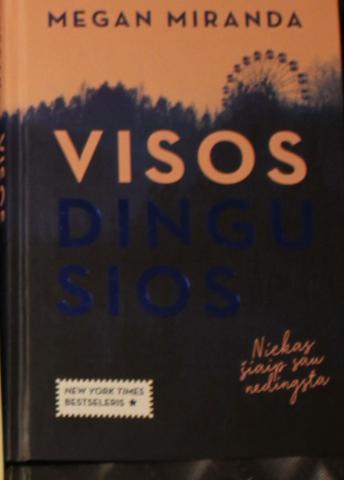 MEGAN MIRANDA
VISOS
DINGU
SIOS
Niekas
šiaip sau
nedingsta
NEW YORK TIMES
BESTSELERIS ★